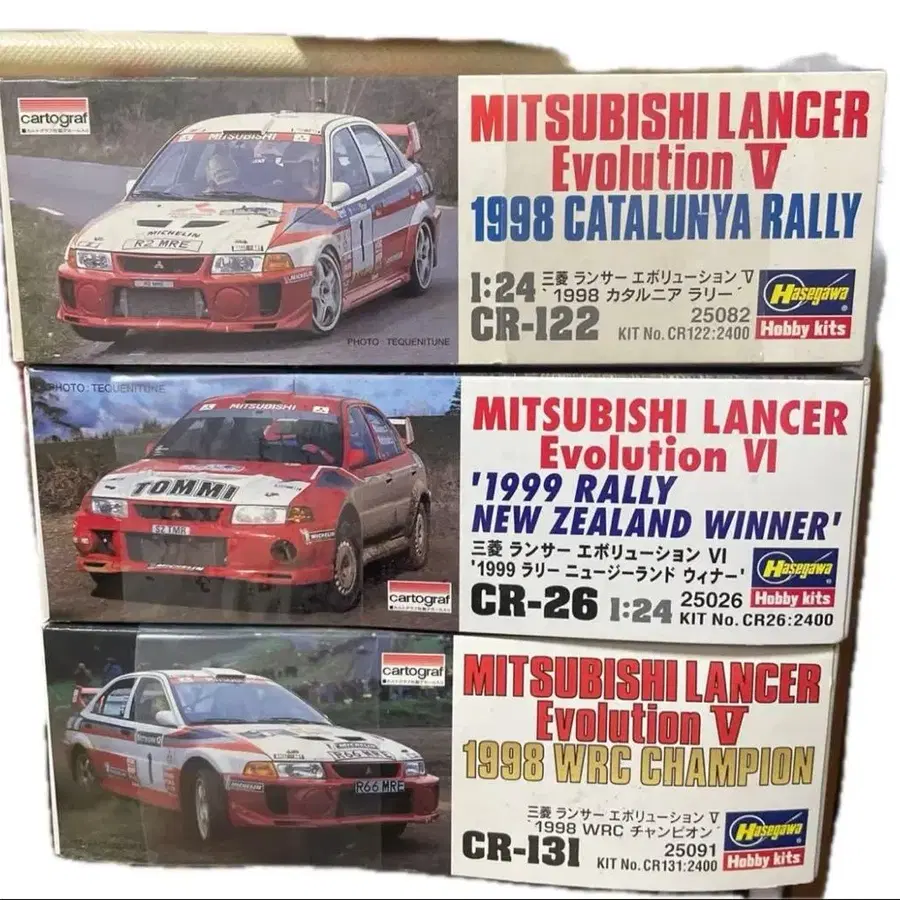 cartograf
MITSUBISHI
MICHELIN
R2 MRE
1
PHOTO : TEQUENITUNE
MITSUBISHI LANCER
Evolution V
1998 CATALUNYA RALLY
1:24 三菱 ランサー エボリューション V
'1998 カタルニア ラリー'
CR-122
25082
KIT No. CR122:2400
Hasegawa
Hobby kits
PHOTO : TEQUENITUNE
MITSUBISHI
TOMMI
S2 TMR
MICHELIN
cartograf
MITSUBISHI LANCER
Evolution VI
'1999 RALLY
NEW ZEALAND WINNER'
三菱 ランサー エボリューション VI
'1999 ラリー ニュージーランド ウィナー'
CR-26 1:24 25026
KIT No. CR26:2400
Hasegawa
Hobby kits
cartograf
1
MICHELIN
R66 MRE
MITSUBISHI LANCER
Evolution V
1998 WRC CHAMPION
三菱 ランサー エボリューション V
'1998 WRC チャンピオン'
CR-131
25091
KIT No. CR131:2400
Hasegawa
Hobby kits